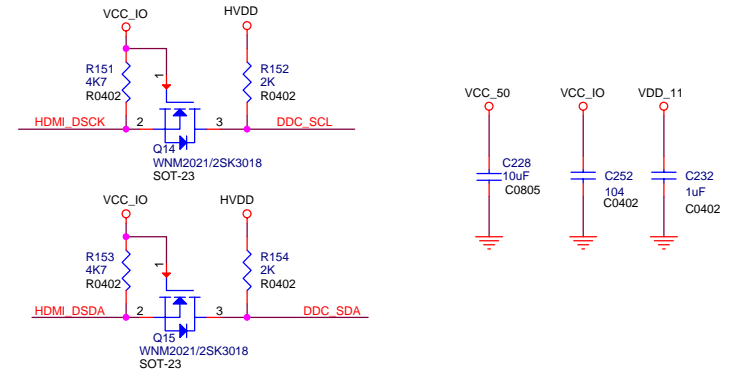 VCC_IO
HVDD
R151
4K7
R0402
1
R152
2K
R0402
HDMI_DSCK
2
3
DDC_SCL
Q14
WNM2021/2SK3018
SOT-23
VCC_IO
HVDD
R153
4K7
R0402
1
R154
2K
R0402
HDMI_DSDA
2
3
DDC_SDA
Q15
WNM2021/2SK3018
SOT-23
VCC_50
VCC_IO
VDD_11
C228
10uF
C0805
C252
104
C0402
C232
1uF
C0402